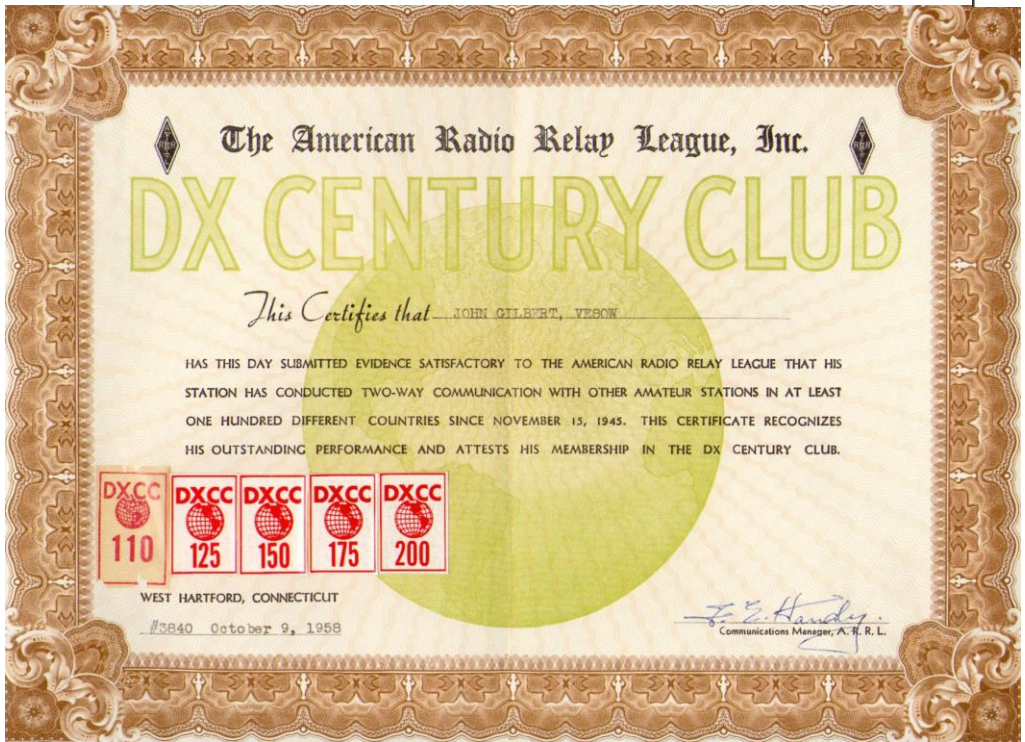 The American Radio Relay League, Inc.
DX CENTURY CLUB
This Certifies that JOHN GILBERT, VE8OW
HAS THIS DAY SUBMITTED EVIDENCE SATISFACTORY TO THE AMERICAN RADIO RELAY LEAGUE THAT HIS
STATION HAS CONDUCTED TWO-WAY COMMUNICATION WITH OTHER AMATEUR STATIONS IN AT LEAST
ONE HUNDRED DIFFERENT COUNTRIES SINCE NOVEMBER 15, 1945. THIS CERTIFICATE RECOGNIZES
HIS OUTSTANDING PERFORMANCE AND ATTESTS HIS MEMBERSHIP IN THE DX CENTURY CLUB.
DXCC DXCC DXCC DXCC DXCC
110 125 150 175 200
WEST HARTFORD, CONNECTICUT
#3840 October 9, 1958
F. E. Handy.
Communications Manager, A. R. R. L.